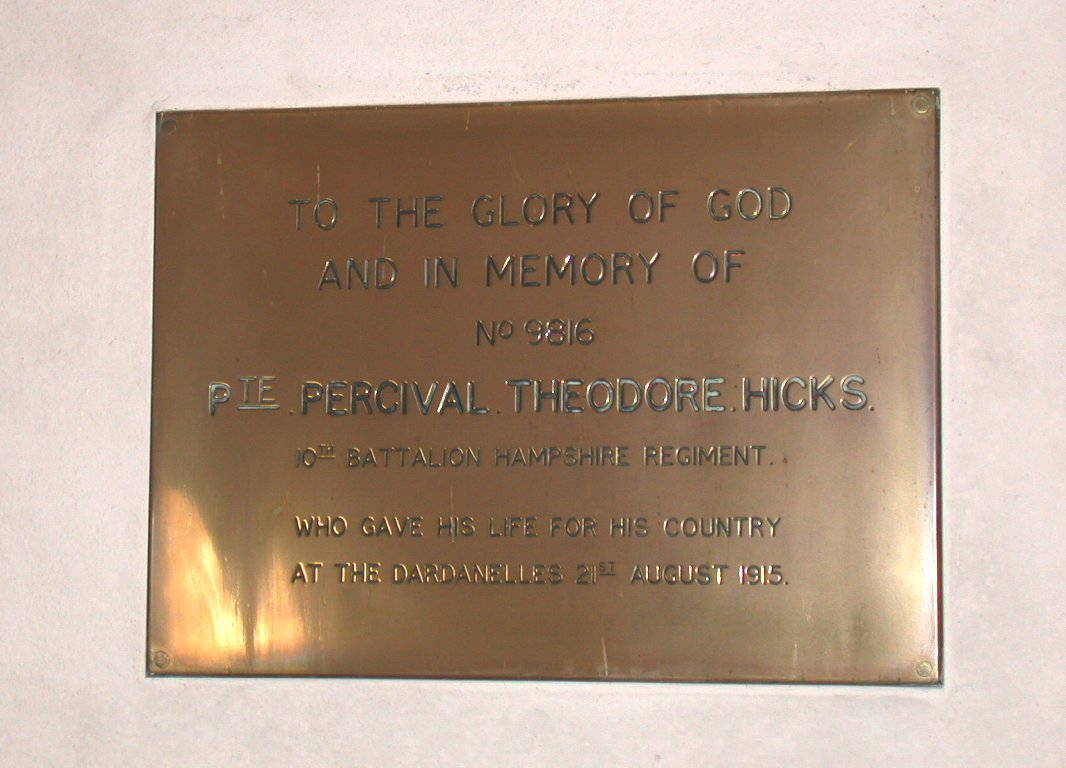 TO THE GLORY OF GOD
AND IN MEMORY OF
No 9816
PTE. PERCIVAL. THEODORE. HICKS.
10TH BATTALION HAMPSHIRE REGIMENT.
WHO GAVE HIS LIFE FOR HIS COUNTRY
AT THE DARDANELLES 21ST AUGUST 1915.